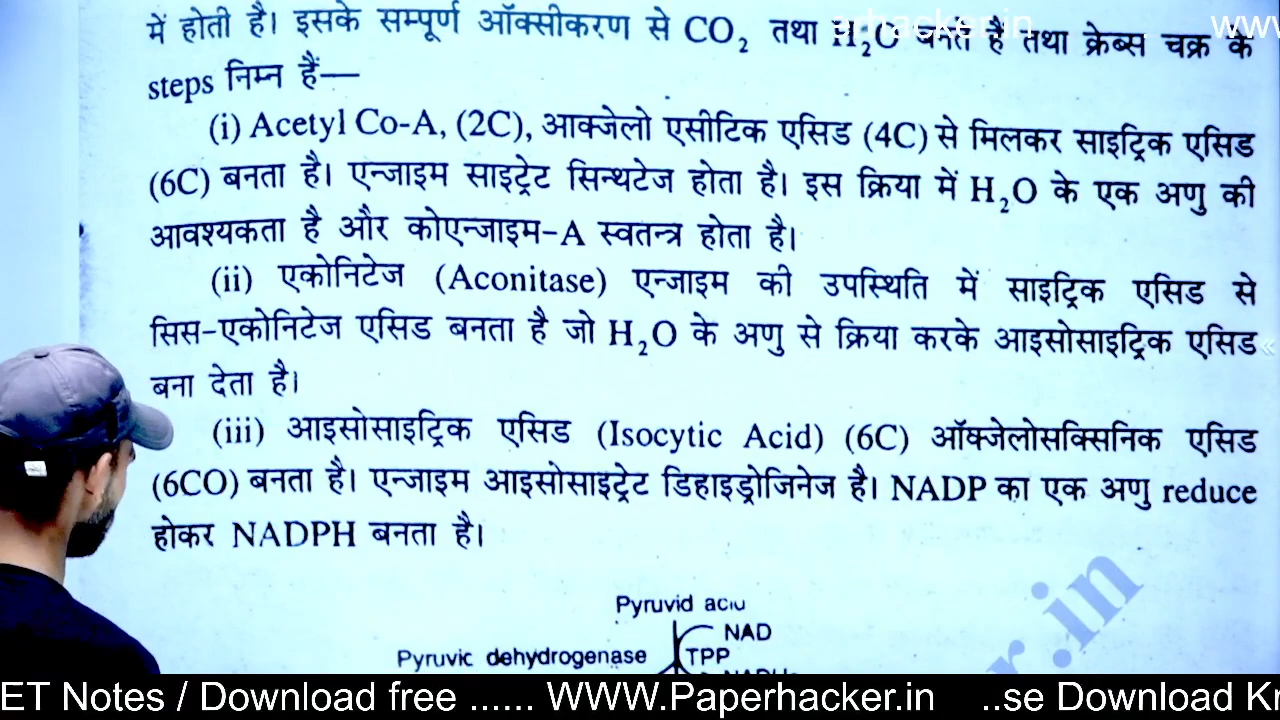 में होती है। इसके सम्पूर्ण ऑक्सीकरण से CO₂ तथा H₂O बनते हैं तथा क्रेब्स चक्र के
steps निम्न हैं—
(i) Acetyl Co-A, (2C), आक्जेलो एसीटिक एसिड (4C) से मिलकर साइट्रिक एसिड
(6C) बनता है। एन्जाइम साइट्रेट सिन्थटेज होता है। इस क्रिया में H₂O के एक अणु की
आवश्यकता है और कोएन्जाइम-A स्वतन्त्र होता है।
(ii) एकोनिटेज (Aconitase) एन्जाइम की उपस्थिति में साइट्रिक एसिड से
सिस-एकोनिटेज एसिड बनता है जो H₂O के अणु से क्रिया करके आइसोसाइट्रिक एसिड
बना देता है।
(iii) आइसोसाइट्रिक एसिड (Isocytic Acid) (6C) ऑक्जेलोसक्सिनिक एसिड
(6CO) बनता है। एन्जाइम आइसोसाइट्रेट डिहाइड्रोजिनेज है। NADP का एक अणु reduce
होकर NADPH बनता है।
Pyruvid acid
NAD
Pyruvic dehydrogenase TPP
r.in
ET Notes / Download free ...... WWW.Paperhacker.in ..se Download Kr